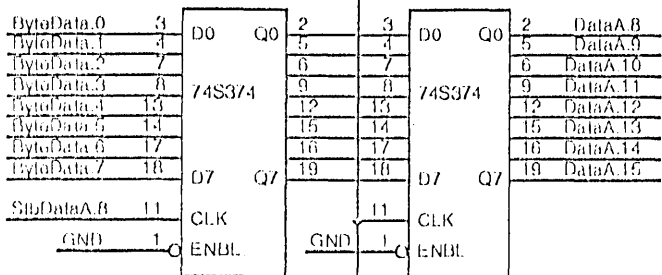 ByteData.0 3 D0 Q0 2 3 D0 Q0 2 DataA.8
ByteData.1 4 5 4 5 DataA.9
ByteData.2 7 6 7 6 DataA.10
ByteData.3 8 74S374 9 8 74S374 9 DataA.11
ByteData.4 13 12 13 12 DataA.12
ByteData.5 14 15 14 15 DataA.13
ByteData.6 17 16 17 16 DataA.14
ByteData.7 18 D7 Q7 19 18 D7 Q7 19 DataA.15
StbDataA.8 11 CLK 11 CLK
GND 1 ENBL GND 1 ENBL